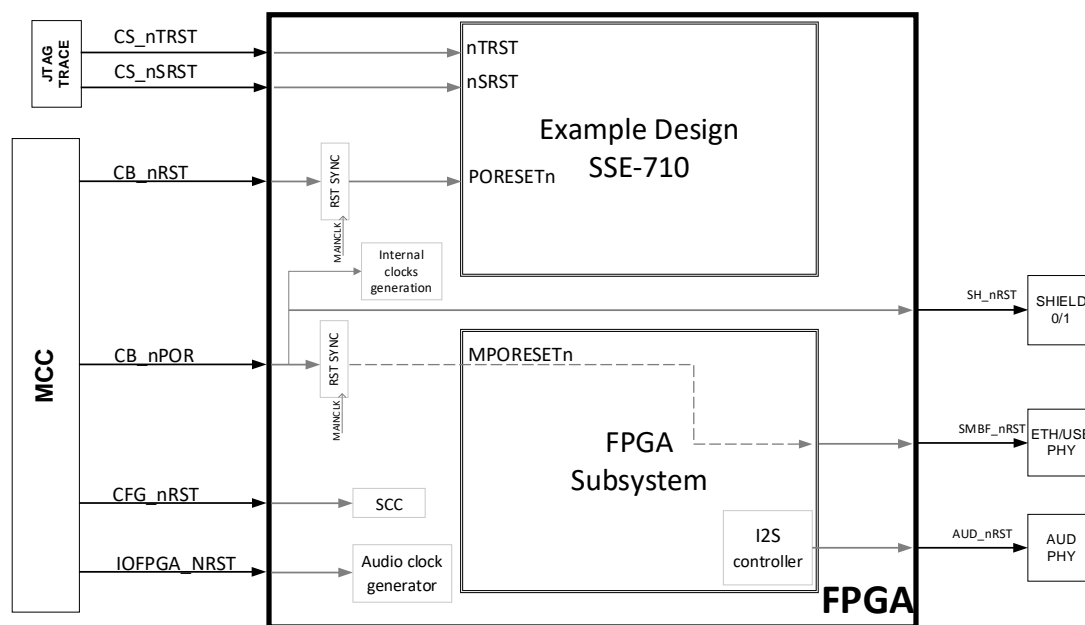 JTAG
TRACE
CS_nTRST
CS_nSRST
nTRST
nSRST
Example Design
SSE-710
MCC
CB_nRST
RST SYNC
MAINCLK
PORESETn
Internal
clocks
generation
SH_nRST
SHIELD
0/1
CB_nPOR
RST SYNC
MAINCLK
MPORESETn
FPGA
Subsystem
SMBF_nRST
ETH/USB
PHY
CFG_nRST
SCC
I2S
controller
AUD_nRST
AUD
PHY
IOFPGA_NRST
Audio clock
generator
FPGA